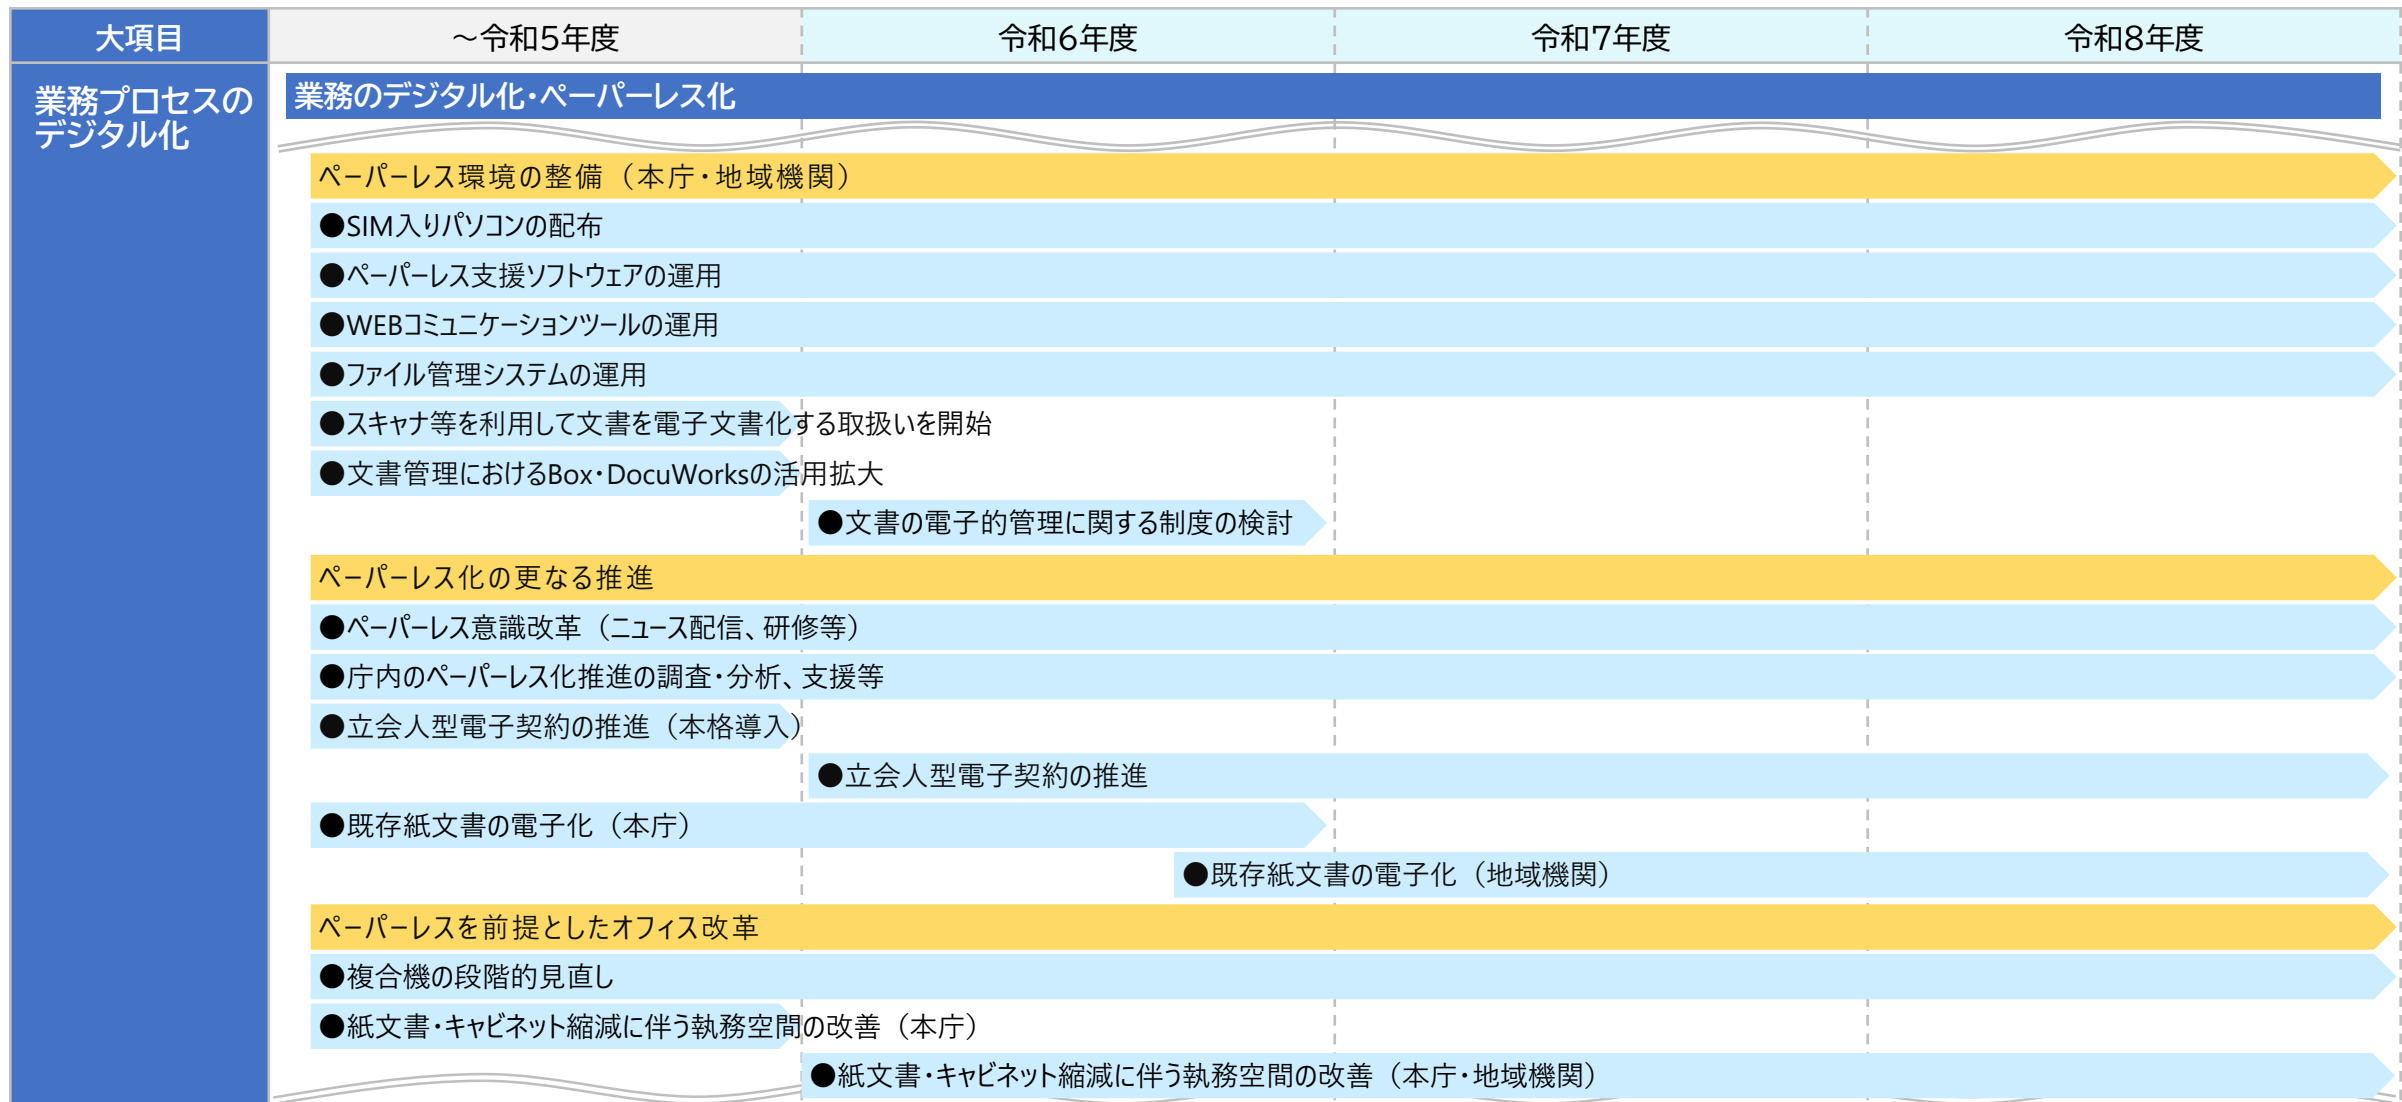 大項目
～令和5年度
令和6年度
令和7年度
令和8年度
業務プロセスの
デジタル化
業務のデジタル化・ペーパーレス化
ペーパーレス環境の整備（本庁・地域機関）
●SIM入りパソコンの配布
●ペーパーレス支援ソフトウェアの運用
●WEBコミュニケーションツールの運用
●ファイル管理システムの運用
●スキャナ等を利用して文書を電子文書化する取扱いを開始
●文書管理におけるBox・DocuWorksの活用拡大
●文書の電子的管理に関する制度の検討
ペーパーレス化の更なる推進
●ペーパーレス意識改革（ニュース配信、研修等）
●庁内のペーパーレス化推進の調査・分析、支援等
●立会人型電子契約の推進（本格導入）
●立会人型電子契約の推進
●既存紙文書の電子化（本庁）
●既存紙文書の電子化（地域機関）
ペーパーレスを前提としたオフィス改革
●複合機の段階的見直し
●紙文書・キャビネット縮減に伴う執務空間の改善（本庁）
●紙文書・キャビネット縮減に伴う執務空間の改善（本庁・地域機関）